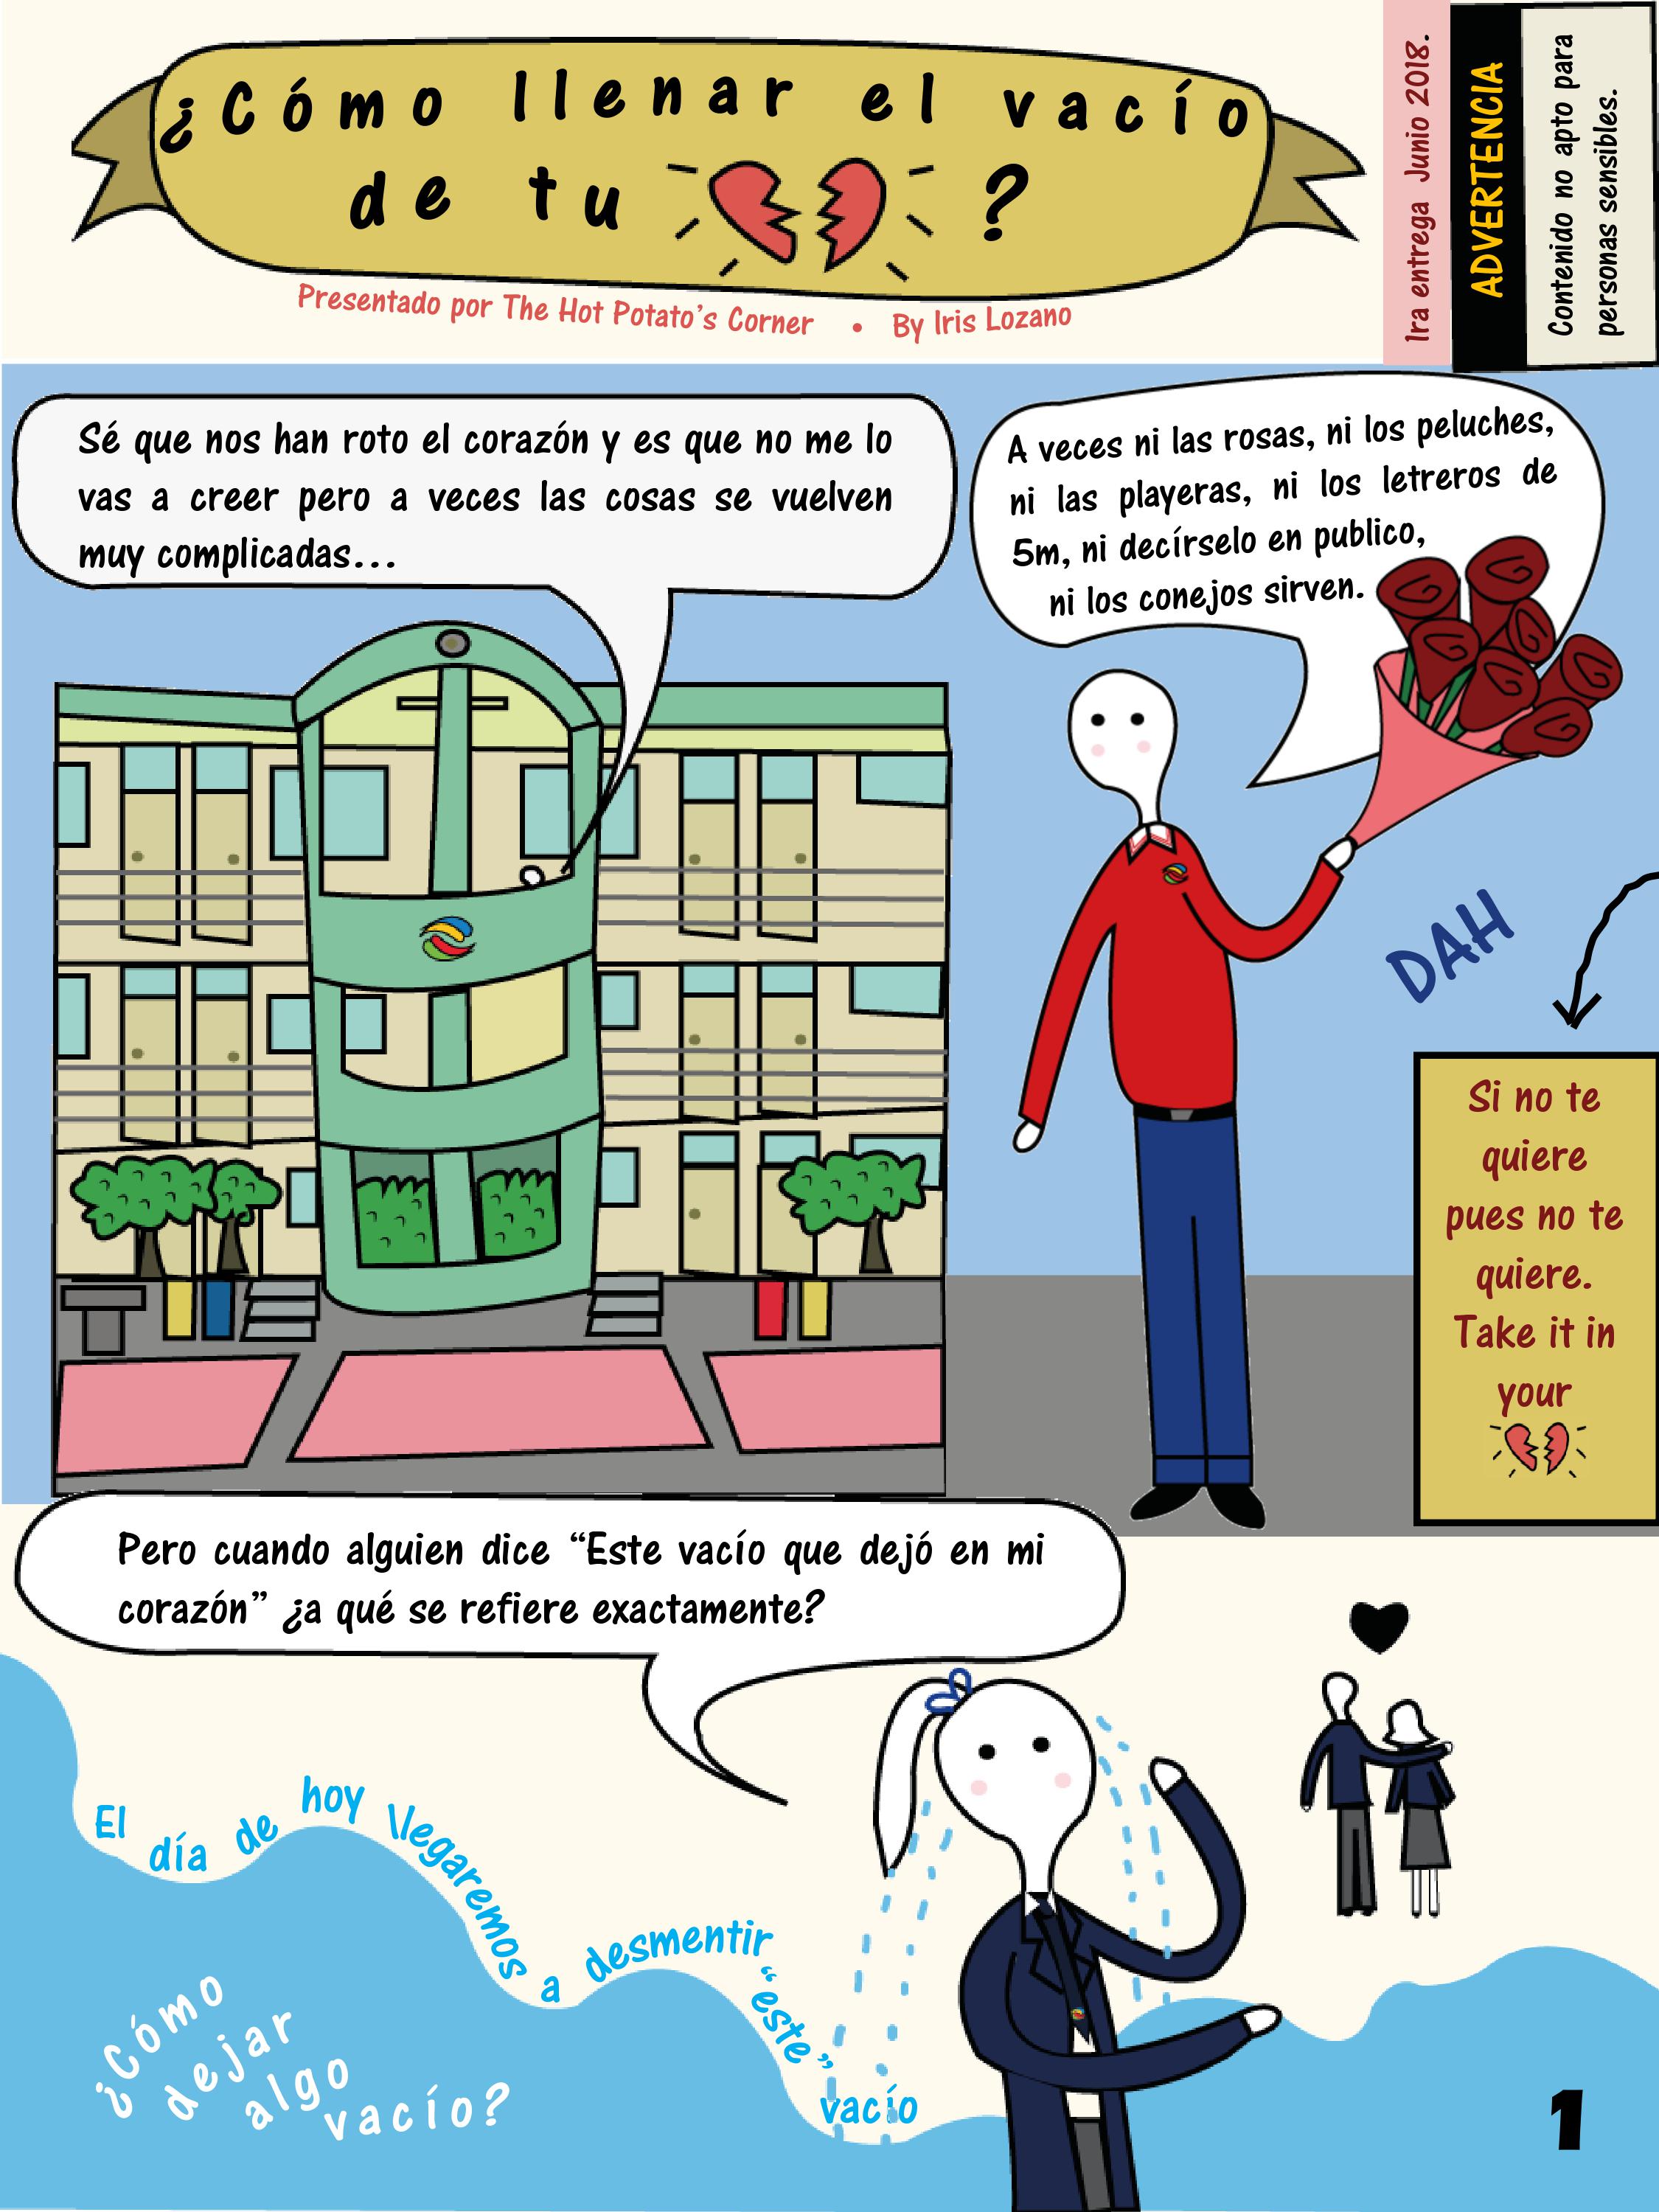 ¿Cómo llenar el vacío
de tu ?
Presentado por The Hot Potato's Corner • By Iris Lozano
1ra entrega Junio 2018.
ADVERTENCIA
Contenido no apto para
personas sensibles.
Sé que nos han roto el corazón y es que no me lo
vas a creer pero a veces las cosas se vuelven
muy complicadas...
A veces ni las rosas, ni los peluches,
ni las playeras, ni los letreros de
5m, ni decírselo en publico,
ni los conejos sirven.
DAH
Si no te
quiere
pues no te
quiere.
Take it in
your
Pero cuando alguien dice “Este vacío que dejó en mi
corazón” ¿a qué se refiere exactamente?
El día de hoy llegaremos a desmentir “este” vacío
¿Cómo
dejar
algo
vacío?
1